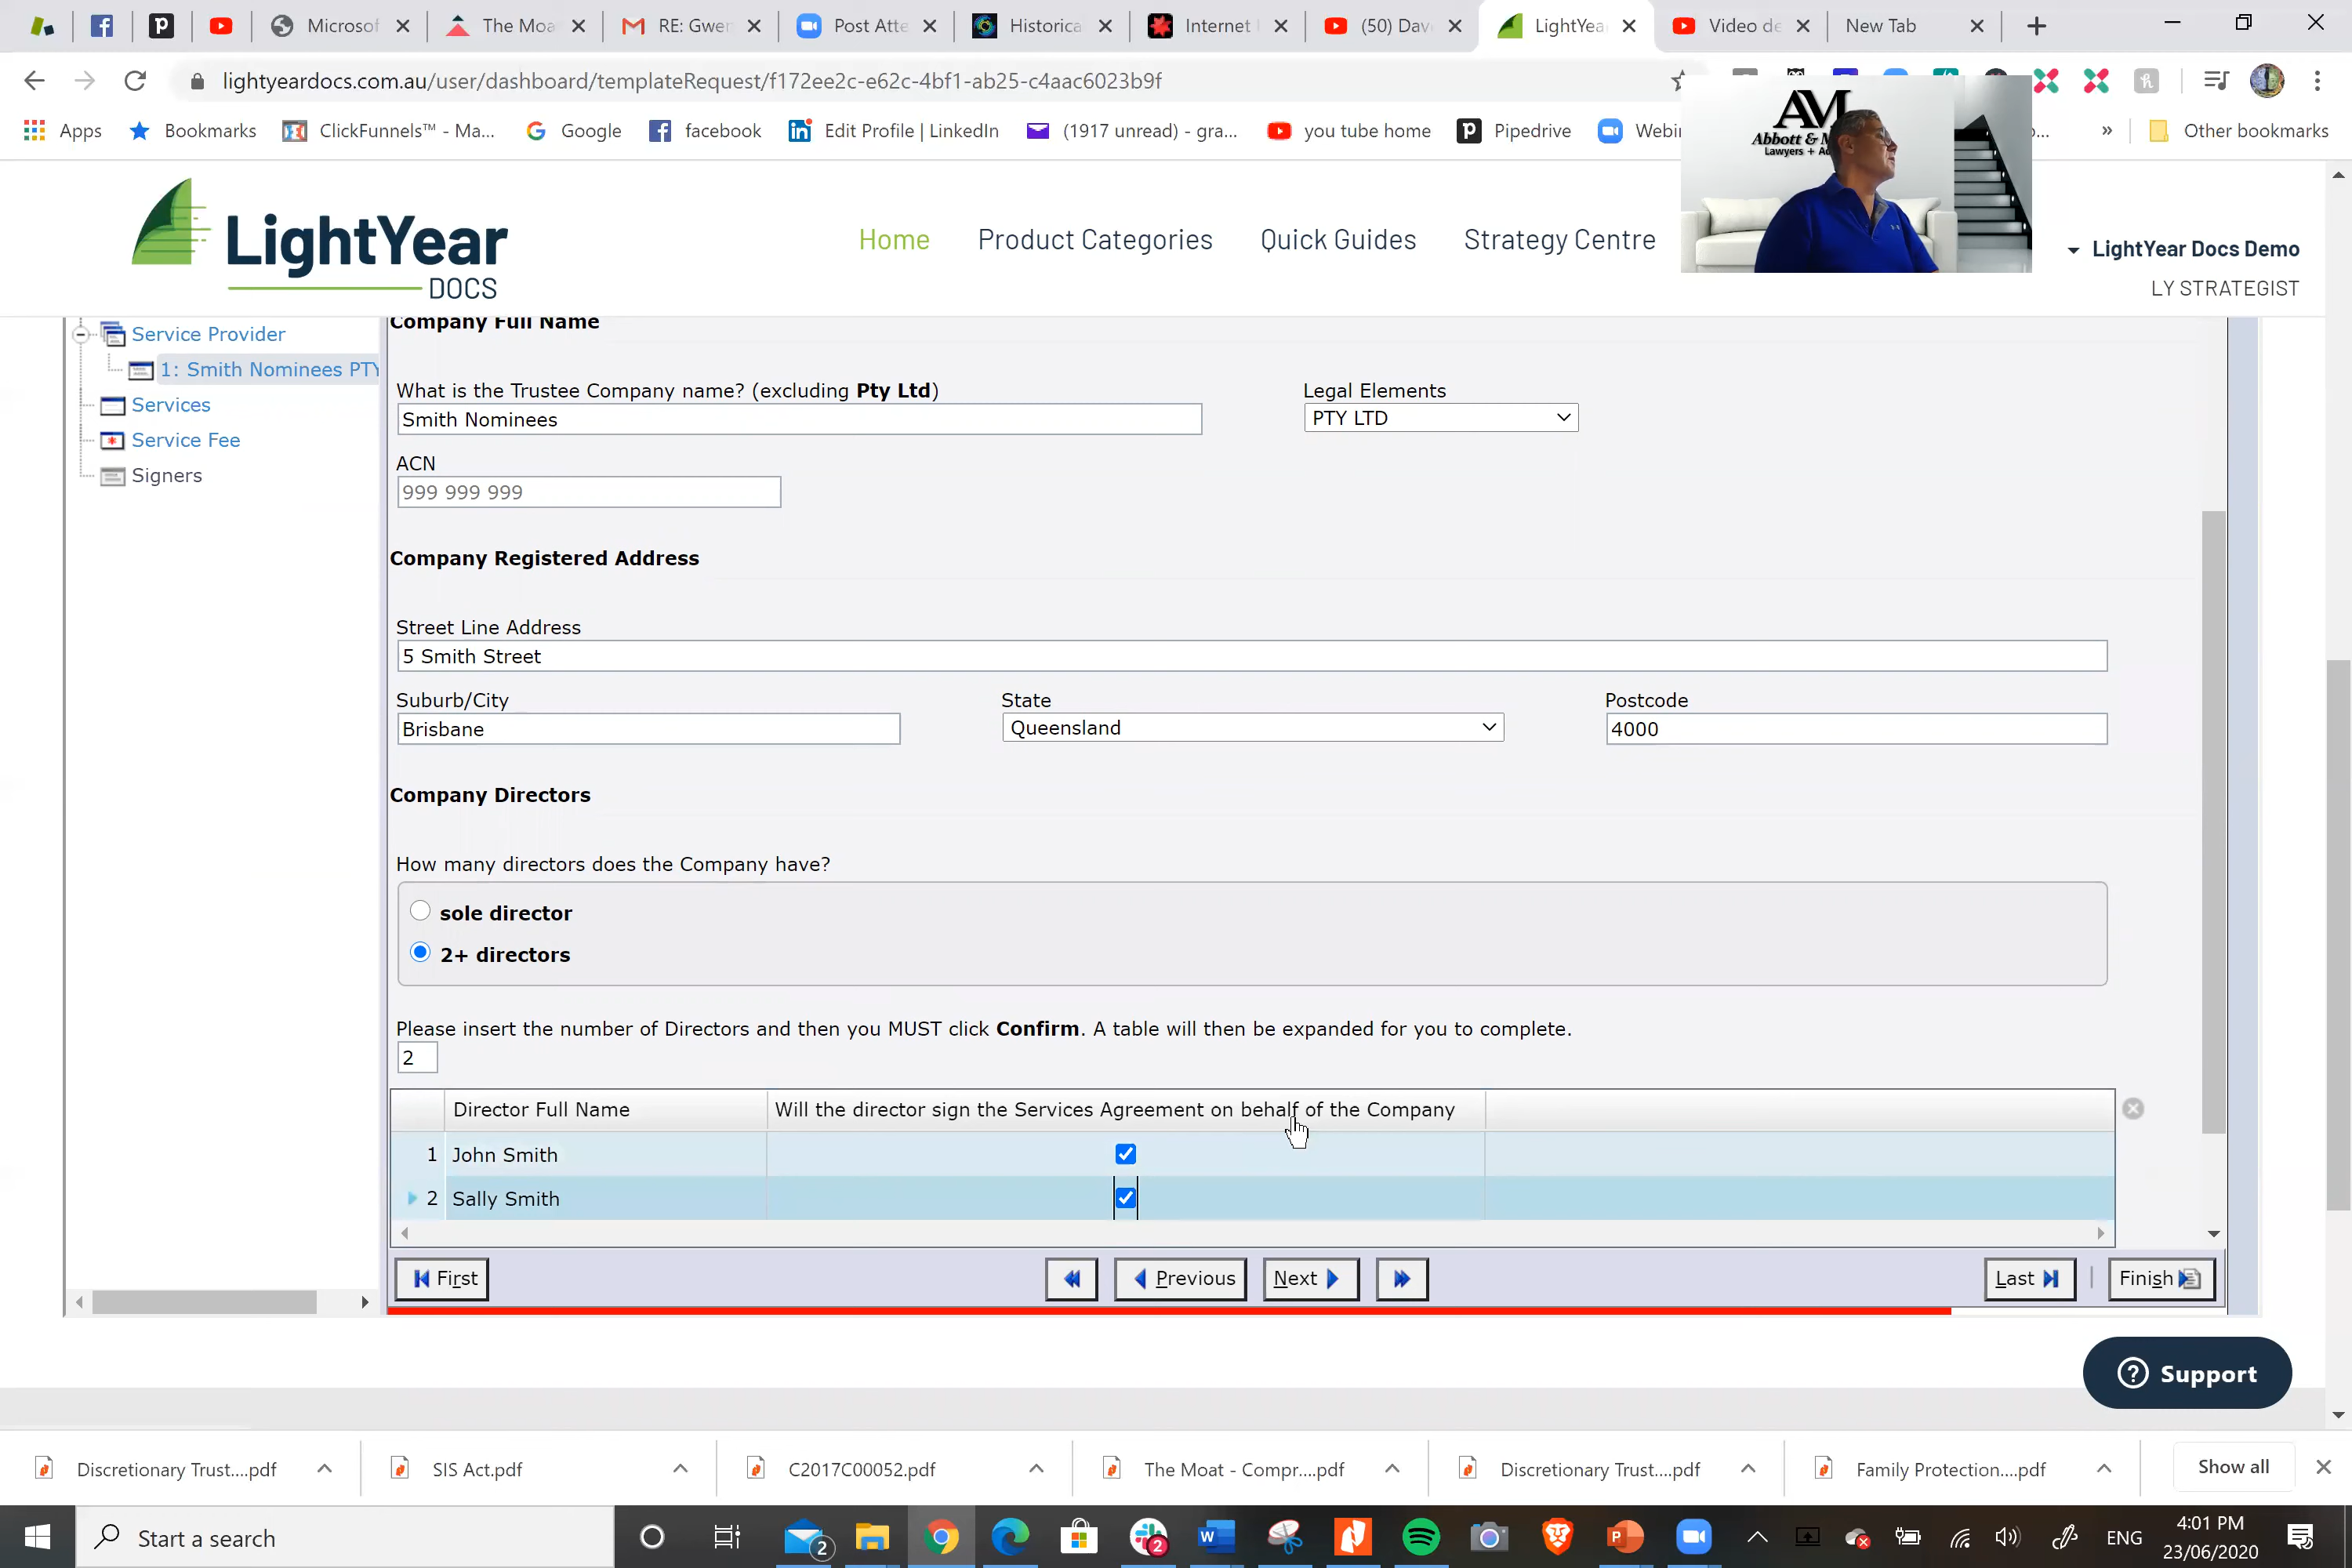 Microsof
The Moa
RE: Gwen
Post Atte
Historica
Internet
(50) Dav
LightYea
Video de
New Tab
lightyeardocs.com.au/user/dashboard/templateRequest/f172ee2c-e62c-4bf1-ab25-c4aac6023b9f
Apps
Bookmarks
ClickFunnels™ - Ma...
Google
facebook
Edit Profile | LinkedIn
(1917 unread) - gra...
you tube home
Pipedrive
Webi
»
Other bookmarks
AM
Abbott & M
Lawyers + Ad
LightYear
DOCS
Home
Product Categories
Quick Guides
Strategy Centre
LightYear Docs Demo
LY STRATEGIST
Service Provider
1: Smith Nominees PTY
Services
Service Fee
Signers
Company Full Name
What is the Trustee Company name? (excluding Pty Ltd)
Legal Elements
Smith Nominees
PTY LTD
ACN
999 999 999
Company Registered Address
Street Line Address
5 Smith Street
Suburb/City
State
Postcode
Brisbane
Queensland
4000
Company Directors
How many directors does the Company have?
sole director
2+ directors
Please insert the number of Directors and then you MUST click Confirm. A table will then be expanded for you to complete.
2
Director Full Name
Will the director sign the Services Agreement on behalf of the Company
1 John Smith
2 Sally Smith
First
Previous
Next
Last
Finish
Support
Discretionary Trust....pdf
SIS Act.pdf
C2017C00052.pdf
The Moat - Compr....pdf
Discretionary Trust....pdf
Family Protection....pdf
Show all
Start a search
2
2
ENG
4:01 PM
23/06/2020